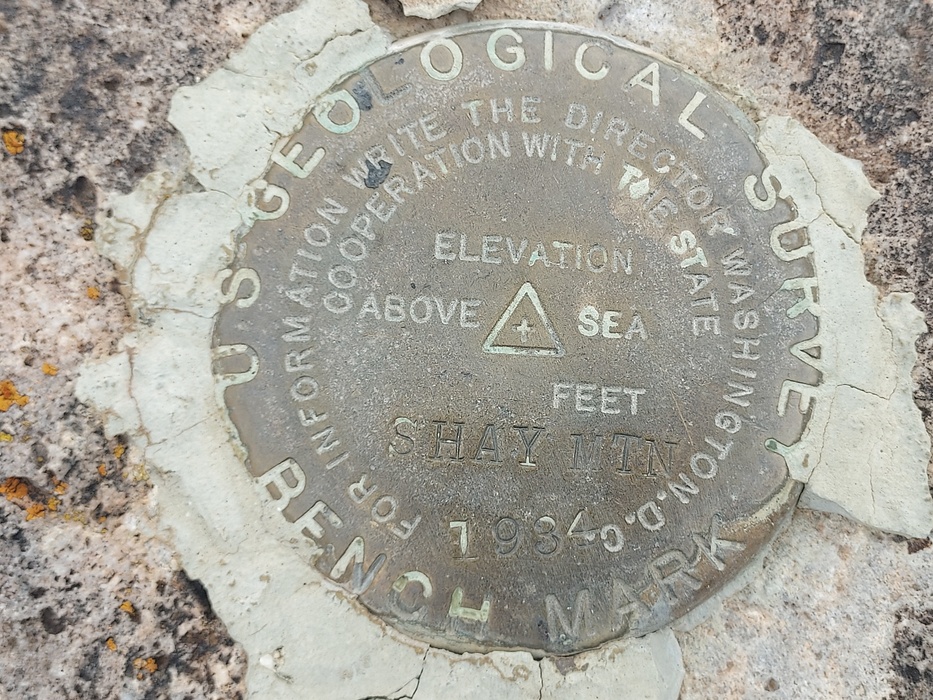 U S GEOLOGICAL SURVEY
BENCH MARK
FOR INFORMATION WRITE THE DIRECTOR WASHINGTON, D.C.
COOPERATION WITH THE STATE
ELEVATION
ABOVE SEA
FEET
SHAY MTN
1934